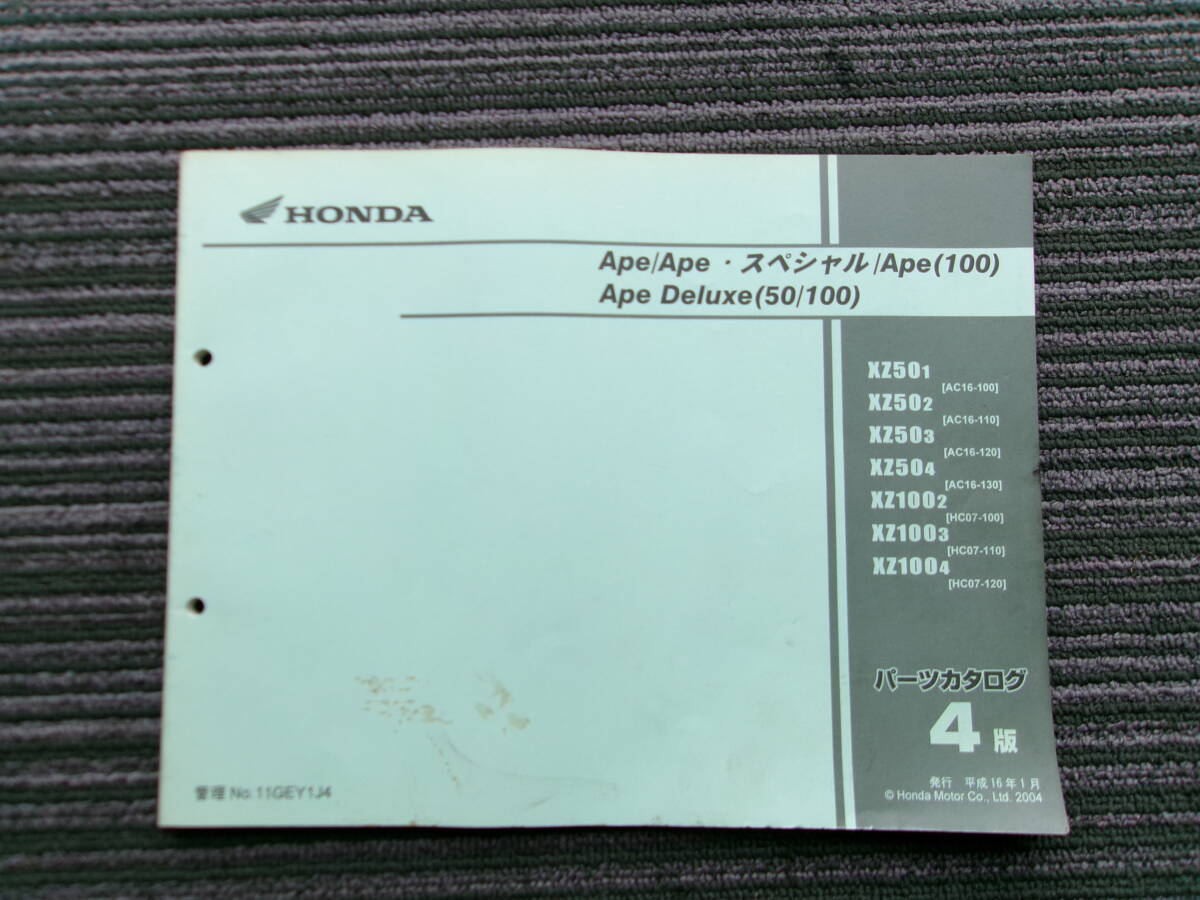 HONDA
Ape/Ape・スペシャル/Ape(100)
Ape Deluxe(50/100)
XZ501
[AC16-100]
XZ502
[AC16-110]
XZ503
[AC16-120]
XZ504
[AC16-130]
XZ1002
[HC07-100]
XZ1003
[HC07-110]
XZ1004
[HC07-120]
パーツカタログ
4版
発行 平成16年1月
© Honda Motor Co., Ltd. 2004
管理 No.11GEY1J4